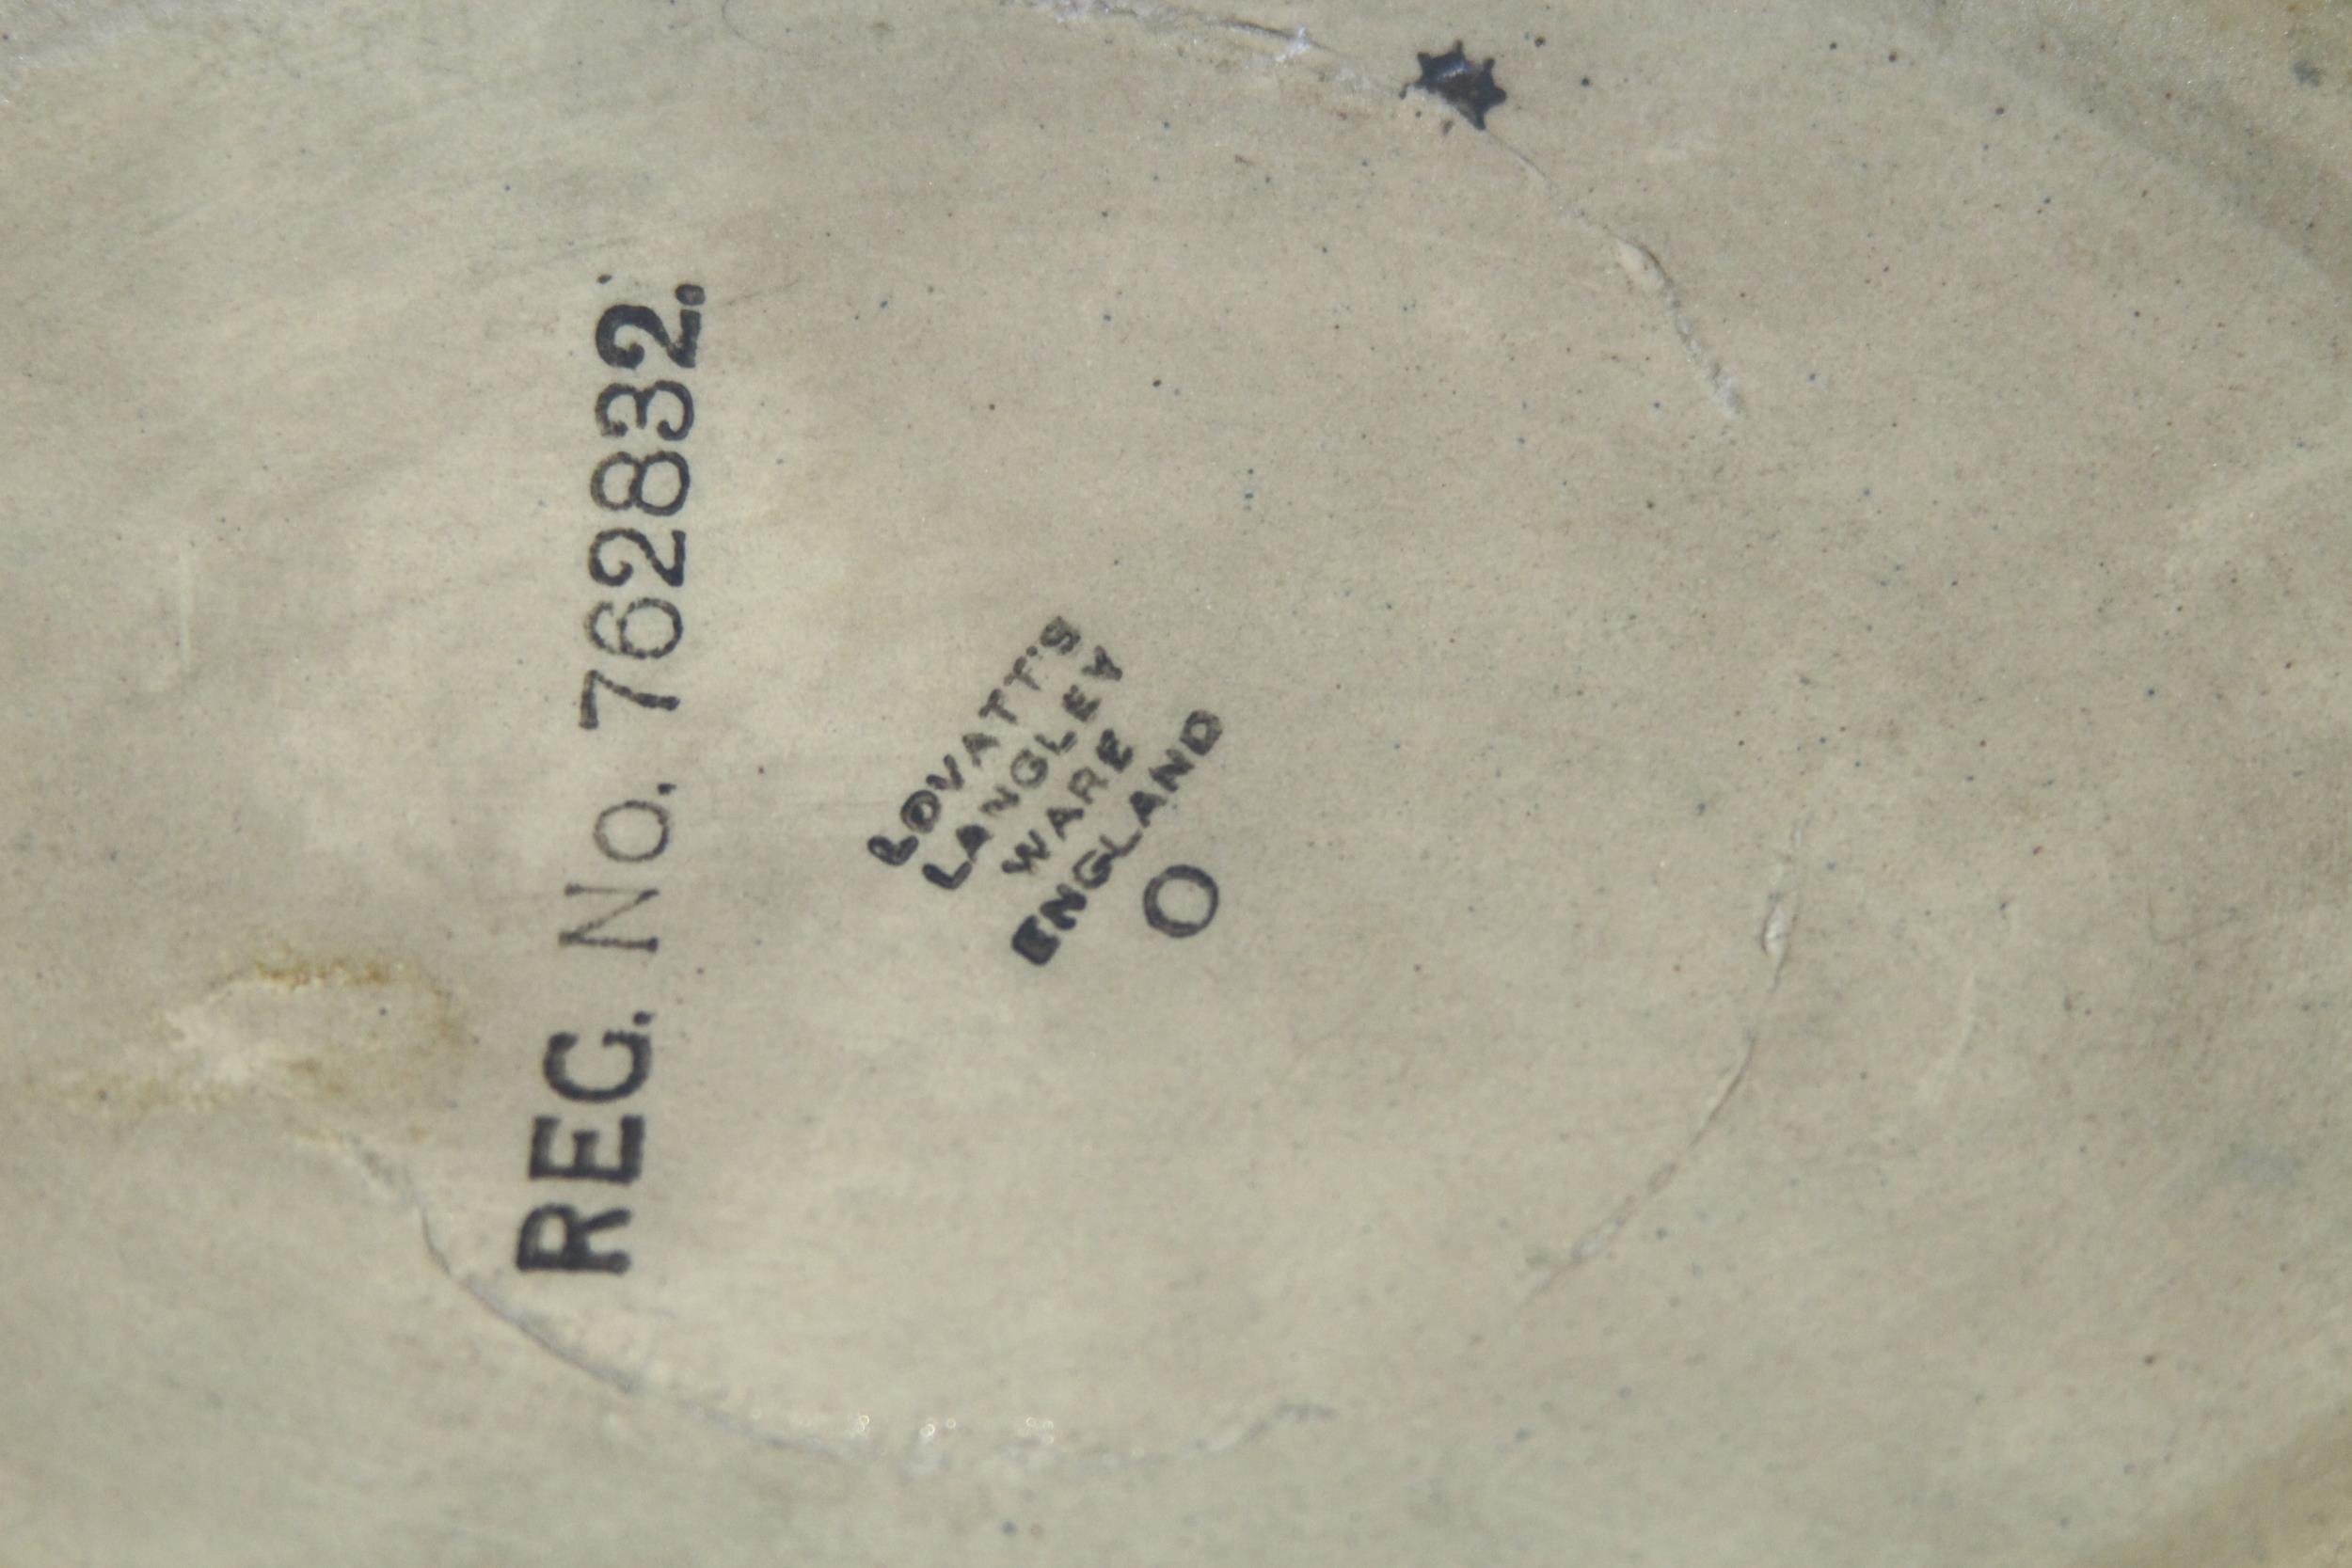 REG. No. 762832.
LOVATT'S
LANGLEY
WARE
ENGLAND
O